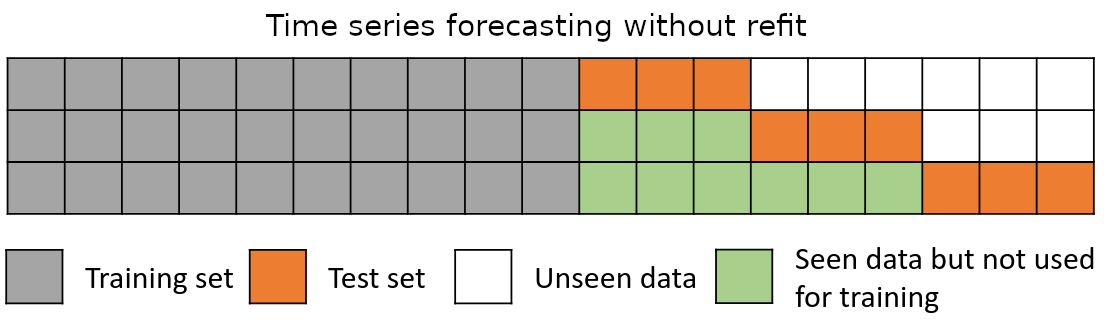 Time series forecasting without refit
Training set
Test set
Unseen data
Seen data but not used
for training